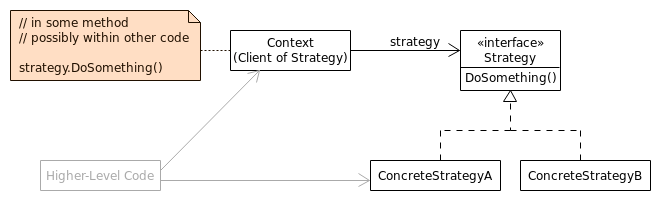 // in some method
// possibly within other code
strategy.DoSomething()
Context
(Client of Strategy)
strategy
«interface»
Strategy
DoSomething()
Higher-Level Code
ConcreteStrategyA
ConcreteStrategyB